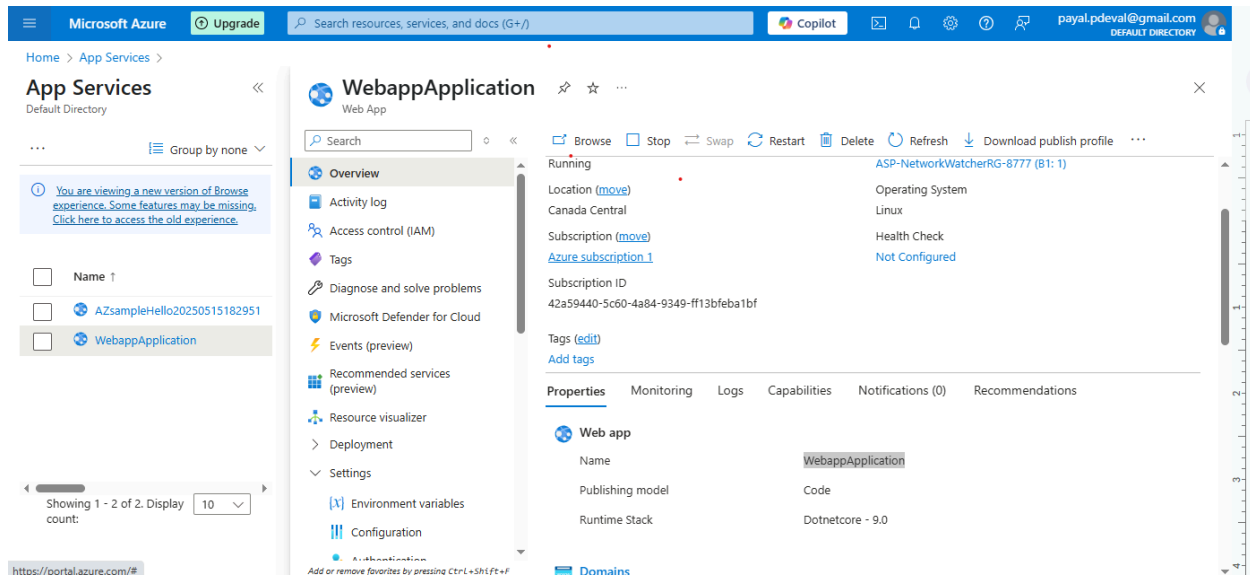 Microsoft Azure
Upgrade
Search resources, services, and docs (G+/)
Copilot
payal.pdeval@gmail.com
DEFAULT DIRECTORY
Home > App Services >
App Services
Default Directory
Group by none
You are viewing a new version of Browse
experience. Some features may be missing.
Click here to access the old experience.
Name ↑
AZsampleHello20250515182951
WebappApplication
Showing 1 - 2 of 2. Display
count:
10
https://portal.azure.com/#
WebappApplication
Web App
Search
Overview
Activity log
Access control (IAM)
Tags
Diagnose and solve problems
Microsoft Defender for Cloud
Events (preview)
Recommended services
(preview)
Resource visualizer
Deployment
Settings
Environment variables
Configuration
Authentication
Add or remove favorites by pressing Ctrl+Shift+F
Browse
Stop
Swap
Restart
Delete
Refresh
Download publish profile
Running
ASP-NetworkWatcherRG-8777 (B1: 1)
Location (move)
Operating System
Canada Central
Linux
Subscription (move)
Health Check
Azure subscription 1
Not Configured
Subscription ID
42a59440-5c60-4a84-9349-ff13bfeba1bf
Tags (edit)
Add tags
Properties
Monitoring
Logs
Capabilities
Notifications (0)
Recommendations
Web app
Name
WebappApplication
Publishing model
Code
Runtime Stack
Dotnetcore - 9.0
Domains
1
1
2
3
4